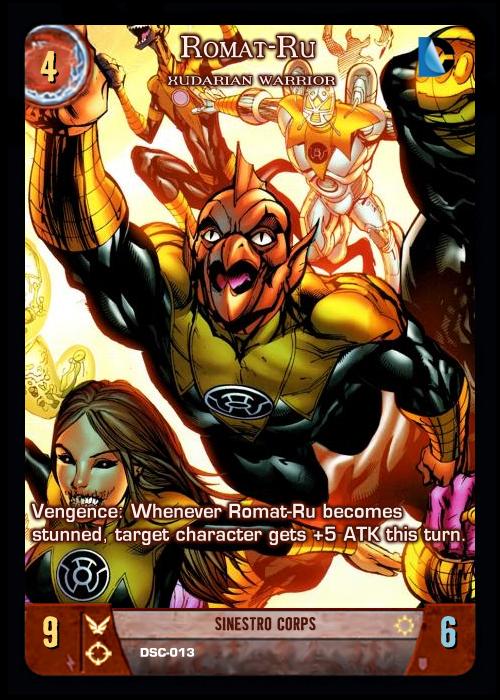 4
Romat-Ru
Xudarian Warrior
Vengence: Whenever Romat-Ru becomes
stunned, target character gets +5 ATK this turn.
9
SINESTRO CORPS
6
DSC-013